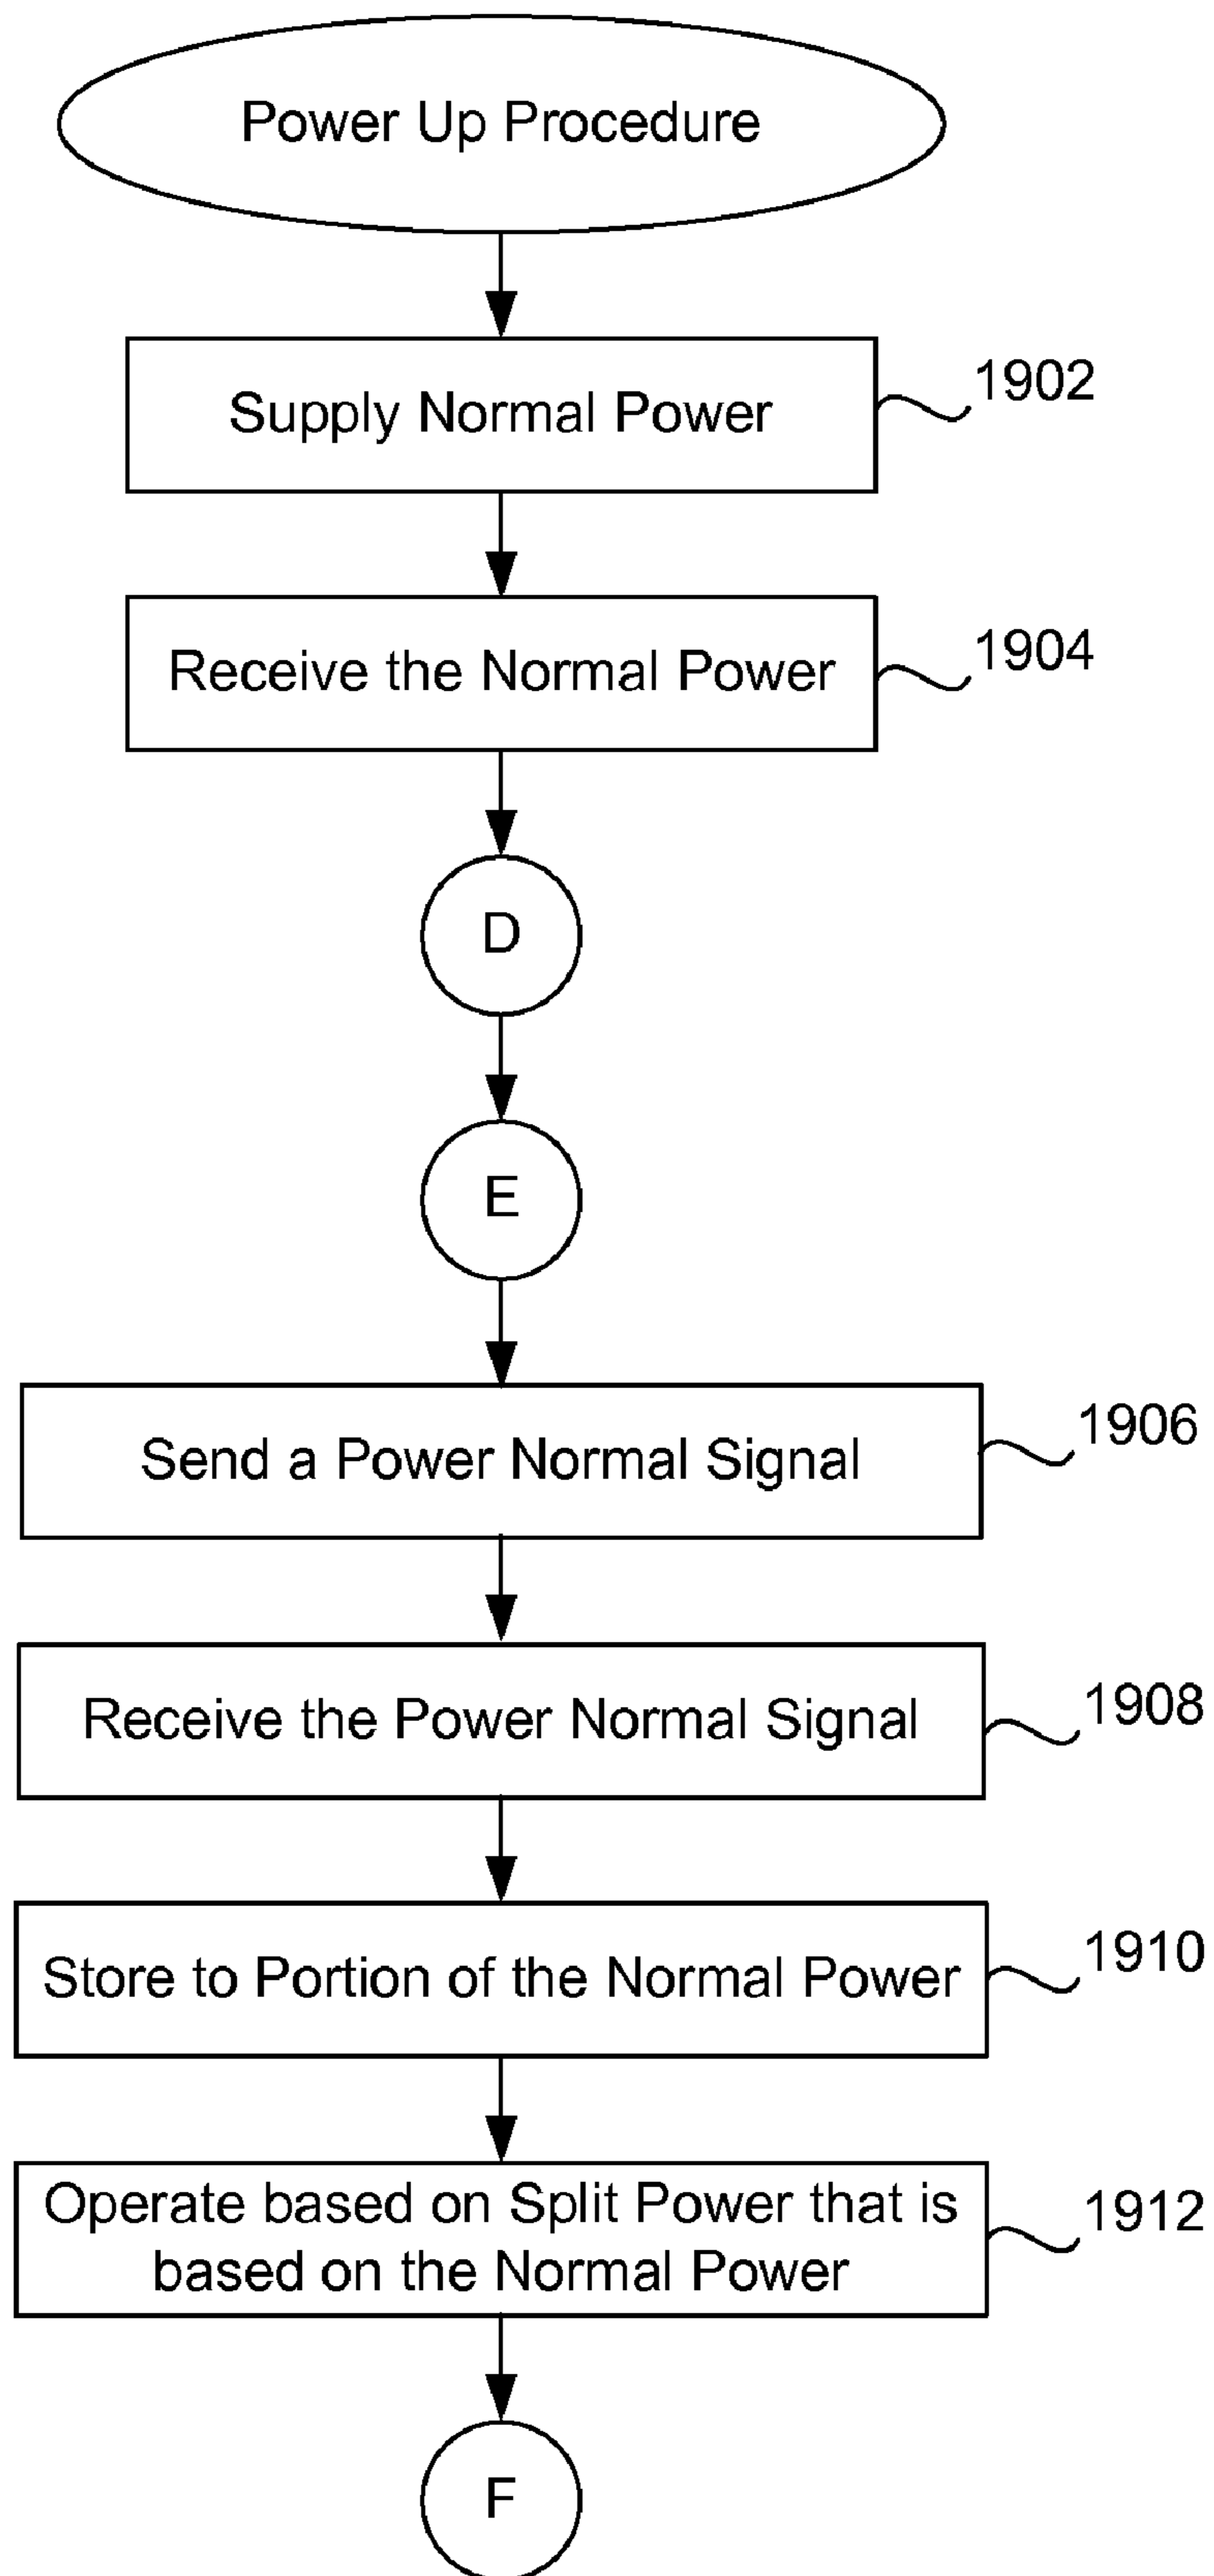 Power Up Procedure
Supply Normal Power
1902
Receive the Normal Power
1904
D
E
Send a Power Normal Signal
1906
Receive the Power Normal Signal
1908
Store to Portion of the Normal Power
1910
Operate based on Split Power that is
based on the Normal Power
1912
F